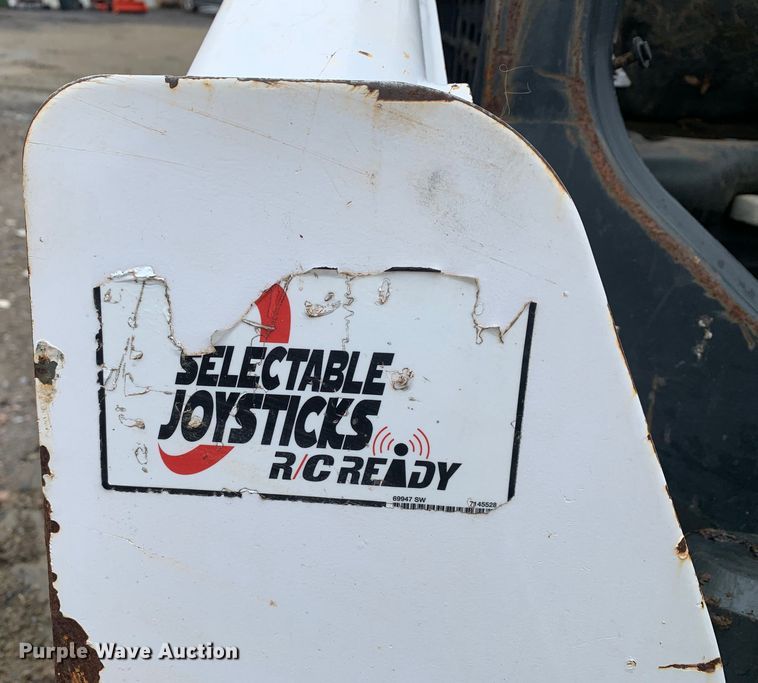 SELECTABLE
JOYSTICKS
R/C READY
69947 SW 7145528
Purple Wave Auction